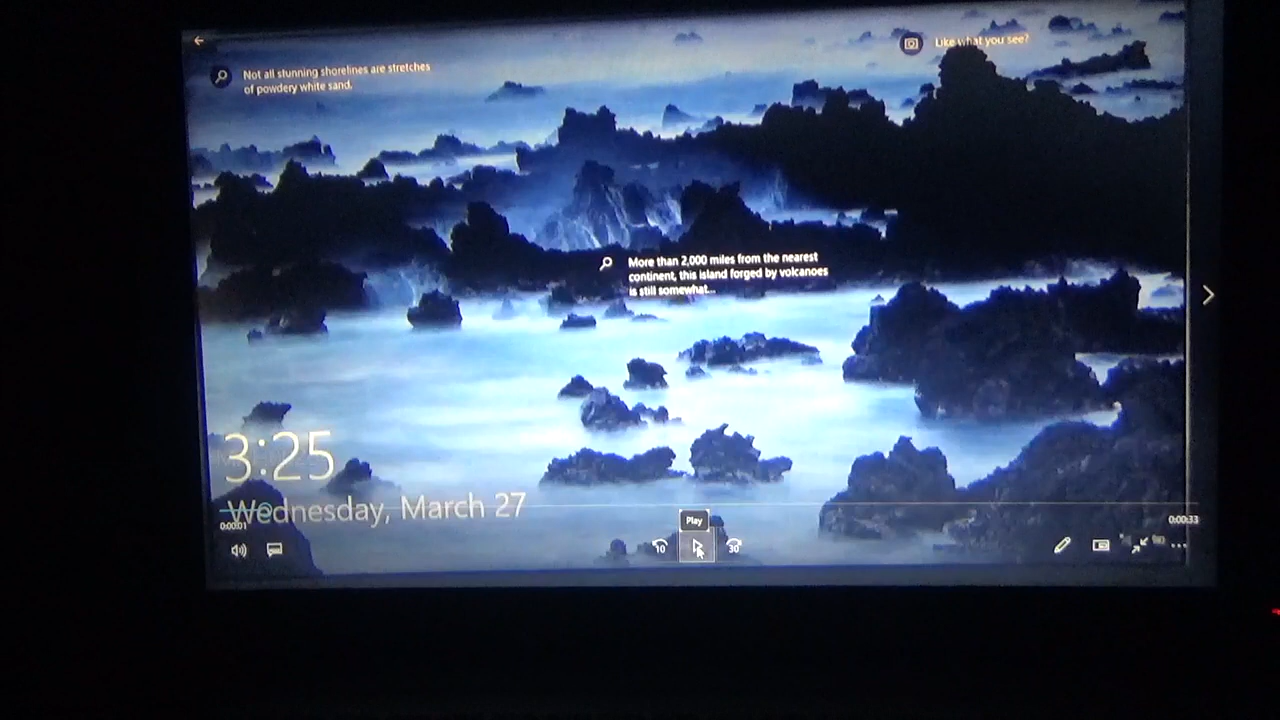 Like what you see?
Not all stunning shorelines are stretches
of powdery white sand.
More than 2,000 miles from the nearest
continent, this island forged by volcanoes
is still somewhat...
3:25
Wednesday, March 27
0:00:01
Play
0:00:33
10
30